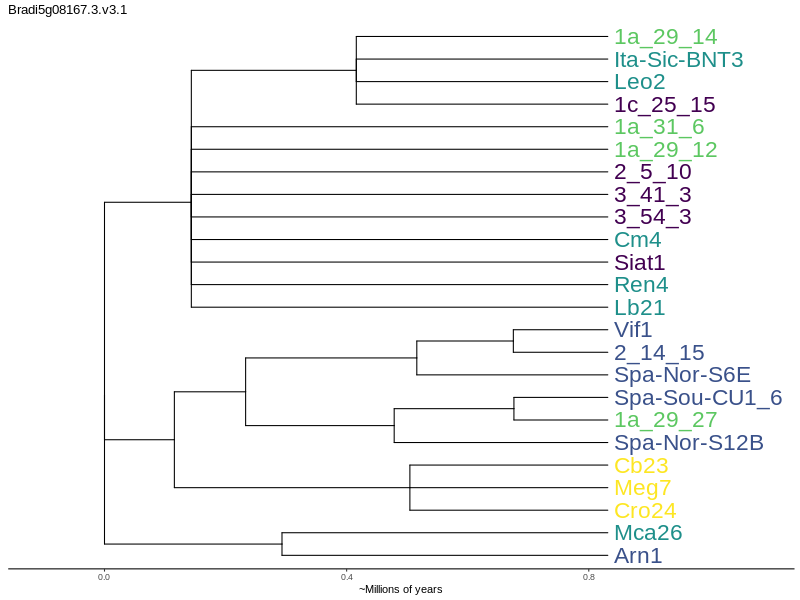 Bradi5g08167.3.v3.1
1a_29_14
Ita-Sic-BNT3
Leo2
1c_25_15
1a_31_6
1a_29_12
2_5_10
3_41_3
3_54_3
Cm4
Siat1
Ren4
Lb21
Vif1
2_14_15
Spa-Nor-S6E
Spa-Sou-CU1_6
1a_29_27
Spa-Nor-S12B
Cb23
Meg7
Cro24
Mca26
Arn1
0.0 0.4 0.8
~Millions of years